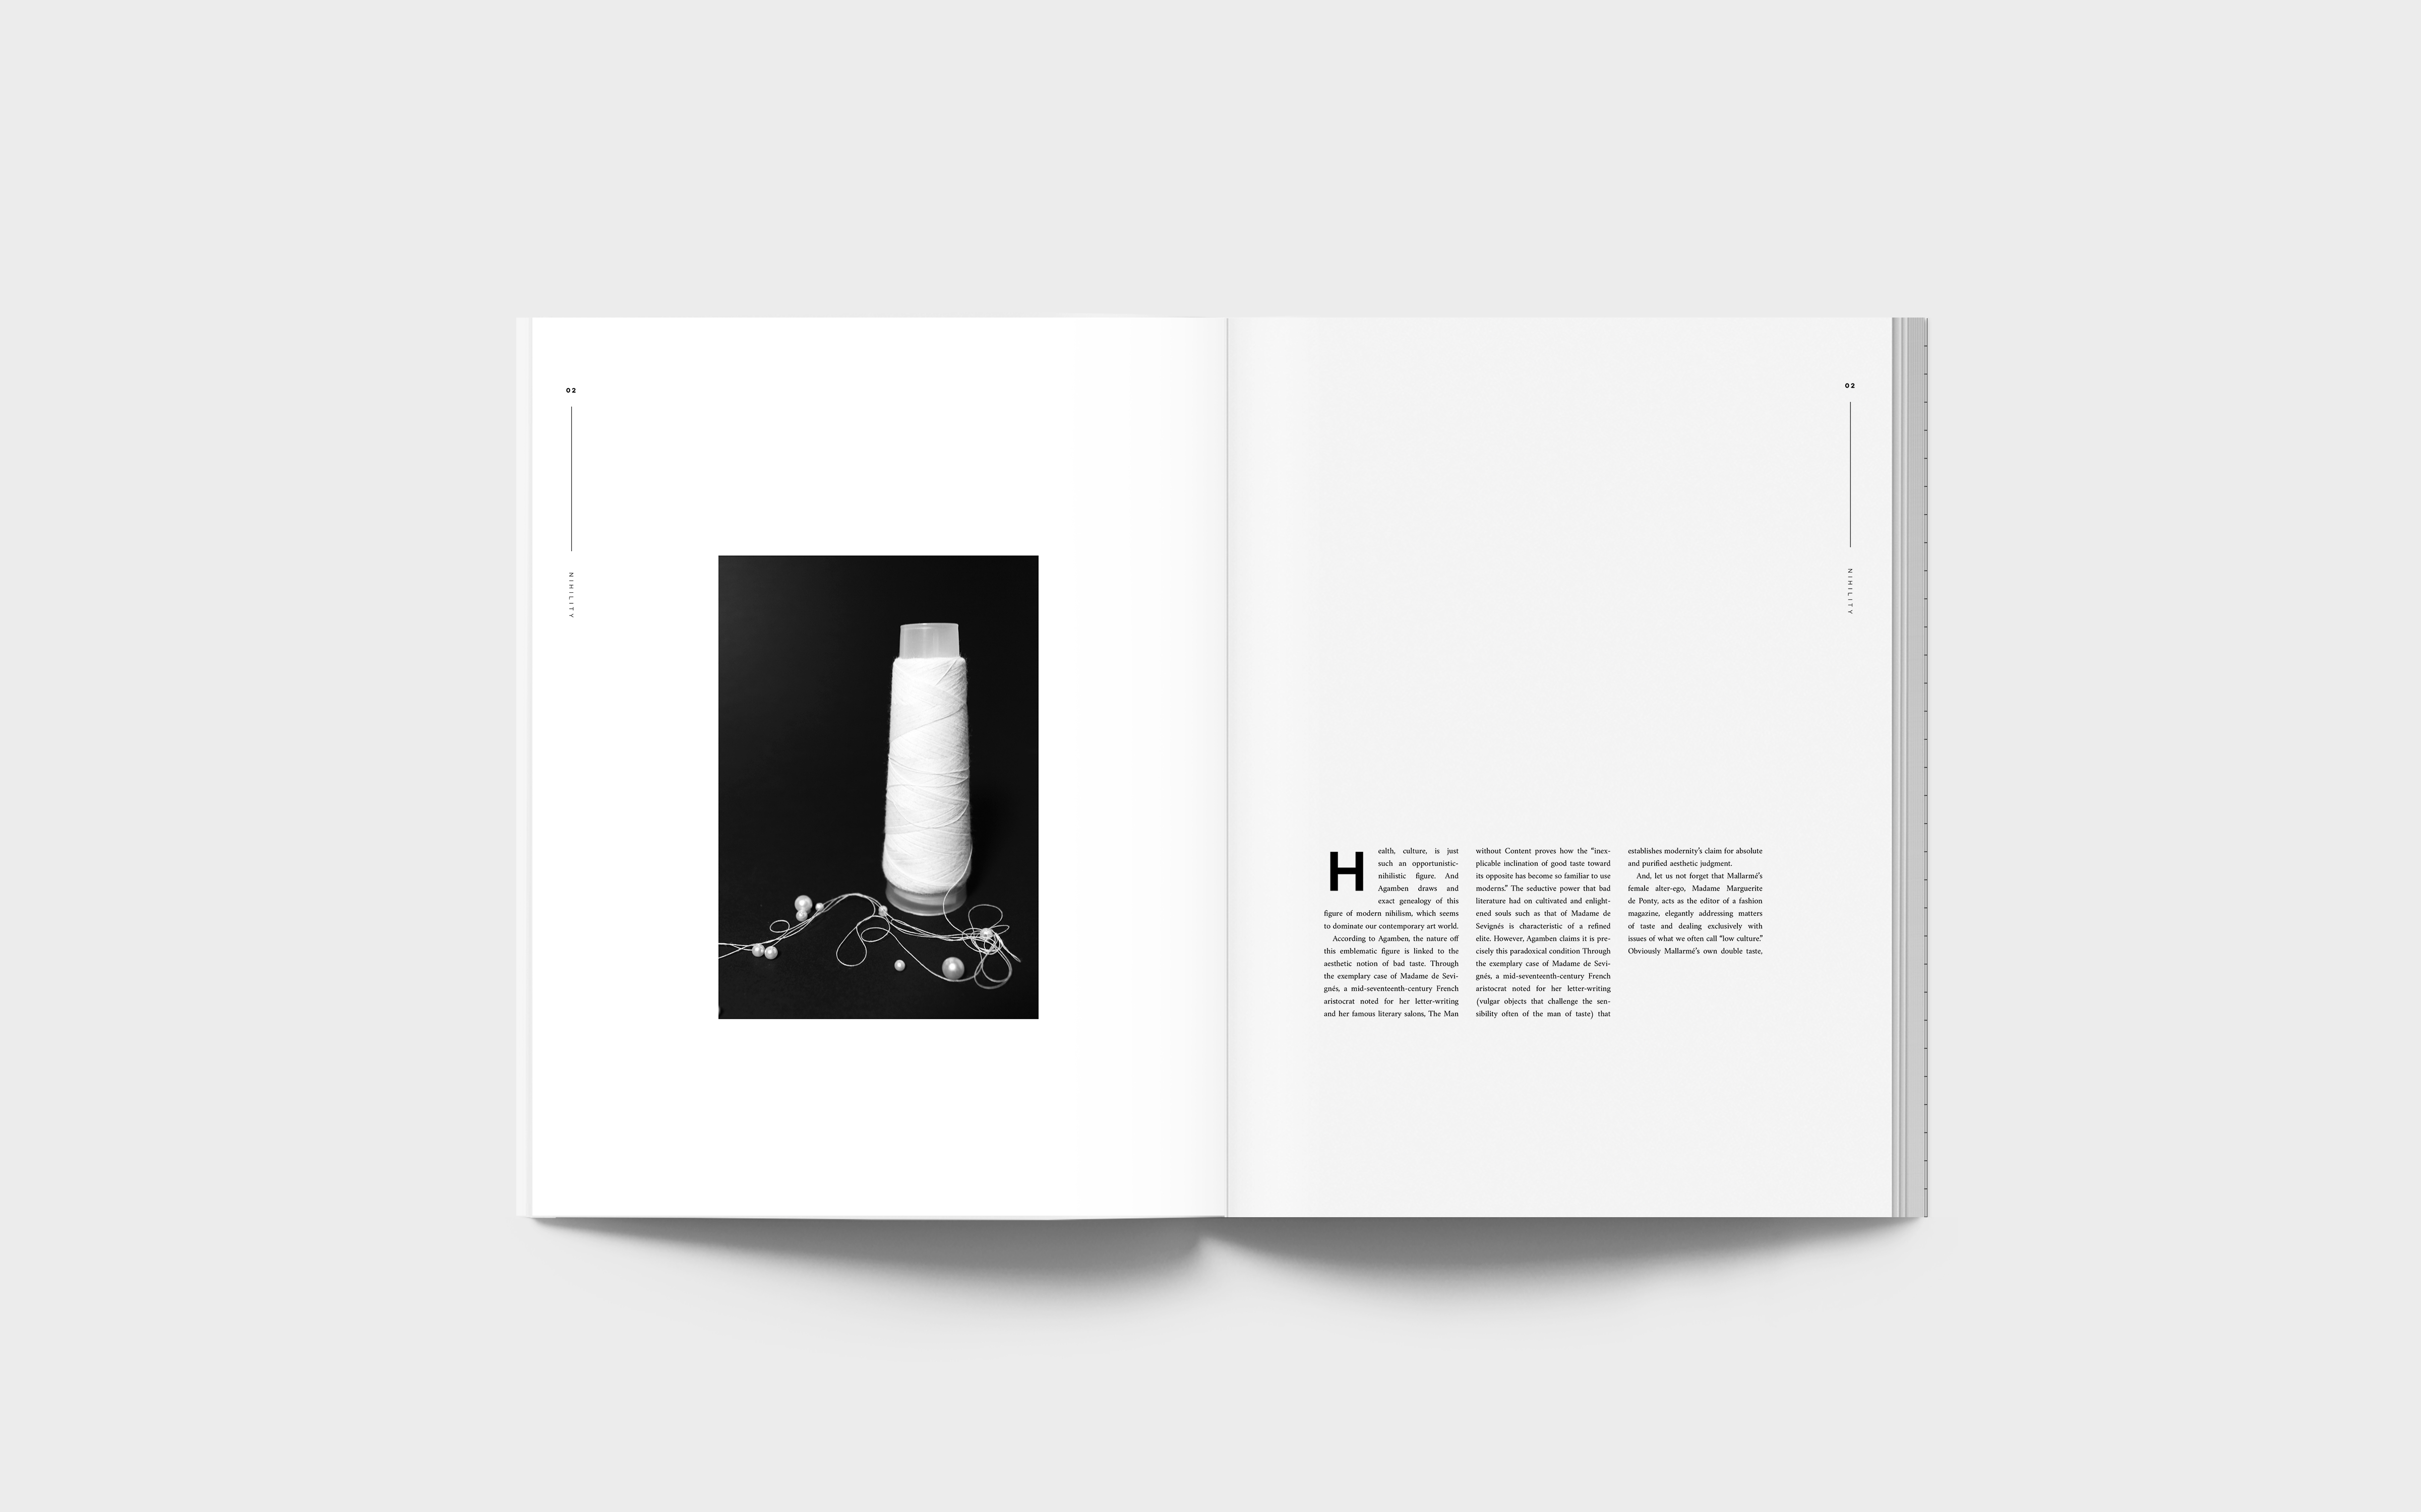 02
NIHILITY
02
NIHILITY
Health, culture, is just
such an opportunistic-
nihilistic figure. And
Agamben draws and
exact genealogy of this
figure of modern nihilism, which seems
to dominate our contemporary art world.
According to Agamben, the nature off
this emblematic figure is linked to the
aesthetic notion of bad taste. Through
the exemplary case of Madame de Sevi-
gnés, a mid-seventeenth-century French
aristocrat noted for her letter-writing
and her famous literary salons, The Man
without Content proves how the “inex-
plicable inclination of good taste toward
its opposite has become so familiar to use
moderns.” The seductive power that bad
literature had on cultivated and enlight-
ened souls such as that of Madame de
Sevignés is characteristic of a refined
elite. However, Agamben claims it is pre-
cisely this paradoxical condition Through
the exemplary case of Madame de Sevi-
gnés, a mid-seventeenth-century French
aristocrat noted for her letter-writing
(vulgar objects that challenge the sen-
sibility often of the man of taste) that
establishes modernity’s claim for absolute
and purified aesthetic judgment.
And, let us not forget that Mallarmé’s
female alter-ego, Madame Marguerite
de Ponty, acts as the editor of a fashion
magazine, elegantly addressing matters
of taste and dealing exclusively with
issues of what we often call “low culture.”
Obviously Mallarmé’s own double taste,